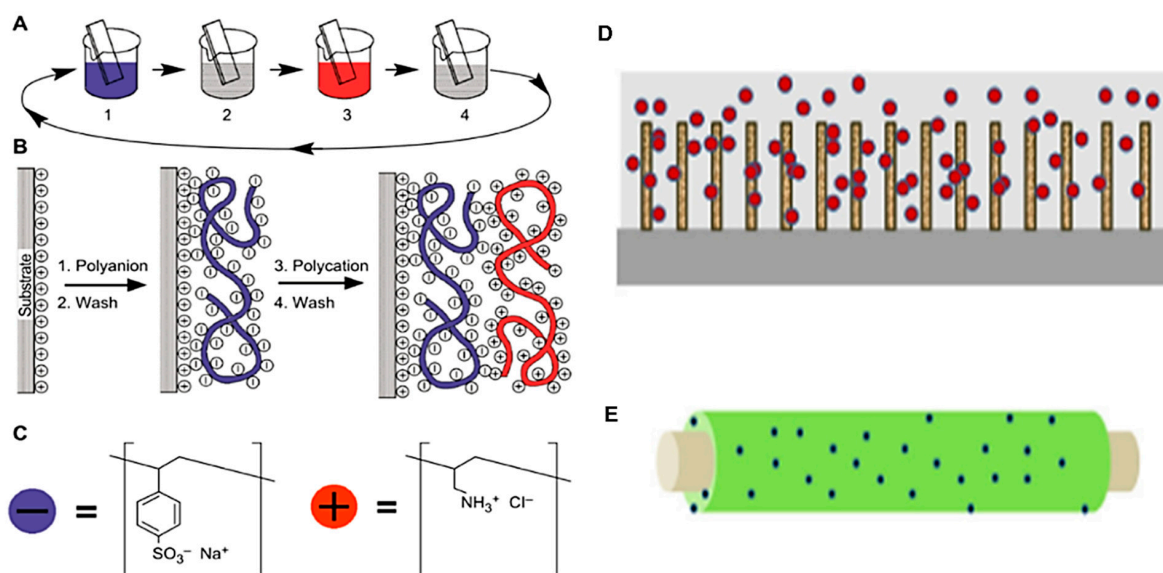 A
1
2
3
4
B
Substrate
1. Polyanion
2. Wash
3. Polycation
4. Wash
C
− =
SO₃⁻ Na⁺
+ =
NH₃⁺ Cl⁻
D
E